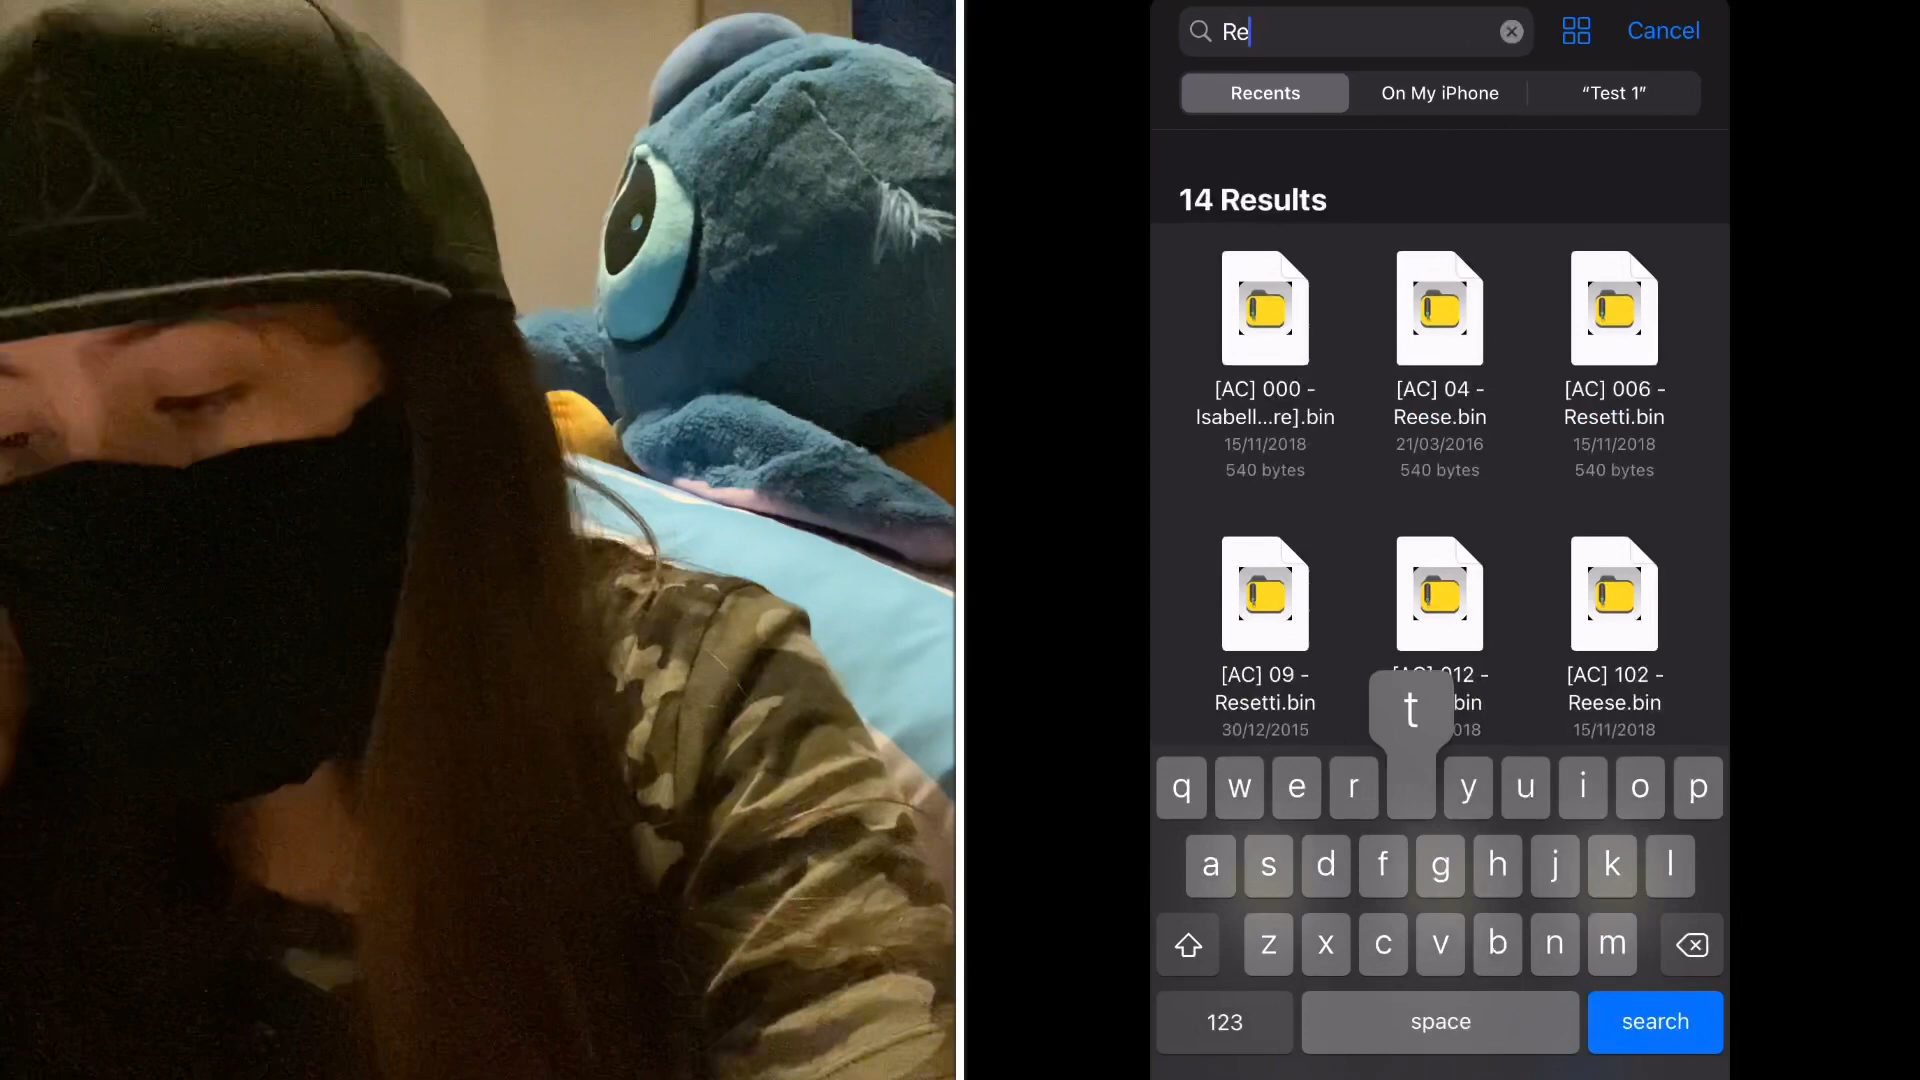 Re
Cancel
Recents
On My iPhone
“Test 1”
14 Results
[AC] 000 -
Isabell...re].bin
15/11/2018
540 bytes
[AC] 04 -
Reese.bin
21/03/2016
540 bytes
[AC] 006 -
Resetti.bin
15/11/2018
540 bytes
[AC] 09 -
Resetti.bin
30/12/2015
012 -
bin
018
[AC] 102 -
Reese.bin
15/11/2018
t
q w e r y u i o p
a s d f g h j k l
z x c v b n m
123
space
search